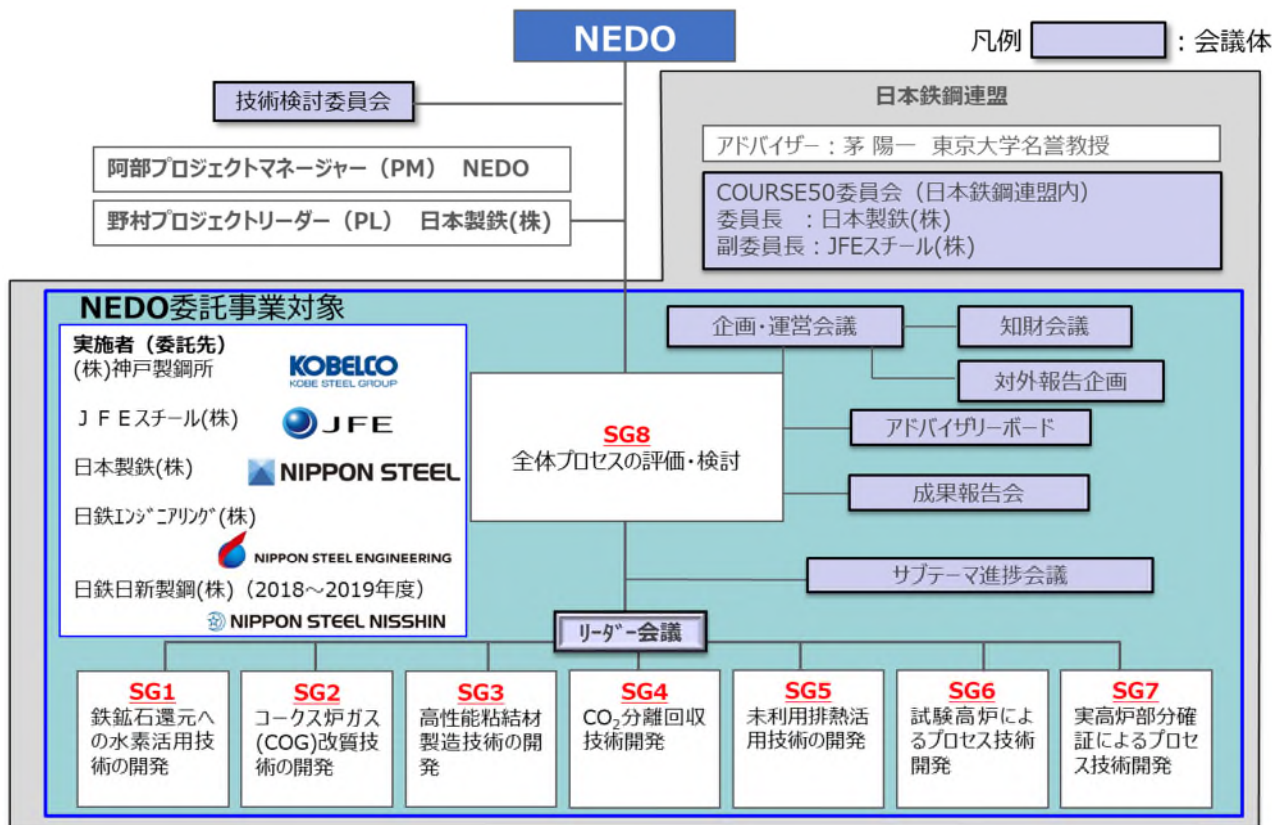 NEDO
凡例
：会議体
技術検討委員会
日本鉄鋼連盟
アドバイザー：茅 陽一 東京大学名誉教授
阿部プロジェクトマネージャー（PM） NEDO
COURSE50委員会（日本鉄鋼連盟内）
委員長 ：日本製鉄(株)
副委員長：JFEスチール(株)
野村プロジェクトリーダー（PL） 日本製鉄(株)
NEDO委託事業対象
実施者（委託先）
(株)神戸製鋼所
KOBELCO
KOBE STEEL GROUP
ＪＦＥスチール(株)
JFE
日本製鉄(株)
NIPPON STEEL
日鉄ｴﾝｼﾞﾆｱﾘﾝｸﾞ(株)
NIPPON STEEL ENGINEERING
日鉄日新製鋼(株)（2018～2019年度）
NIPPON STEEL NISSHIN
企画・運営会議
知財会議
対外報告企画
SG8
全体プロセスの評価・検討
アドバイザリーボード
成果報告会
サブテーマ進捗会議
ﾘｰﾀﾞｰ会議
SG1
鉄鉱石還元へ
の水素活用技
術の開発
SG2
コークス炉ガス
(COG)改質技
術の開発
SG3
高性能粘結材
製造技術の開
発
SG4
CO₂分離回収
技術開発
SG5
未利用排熱活
用技術の開発
SG6
試験高炉によ
るプロセス技術
開発
SG7
実高炉部分確
証によるプロセ
ス技術開発